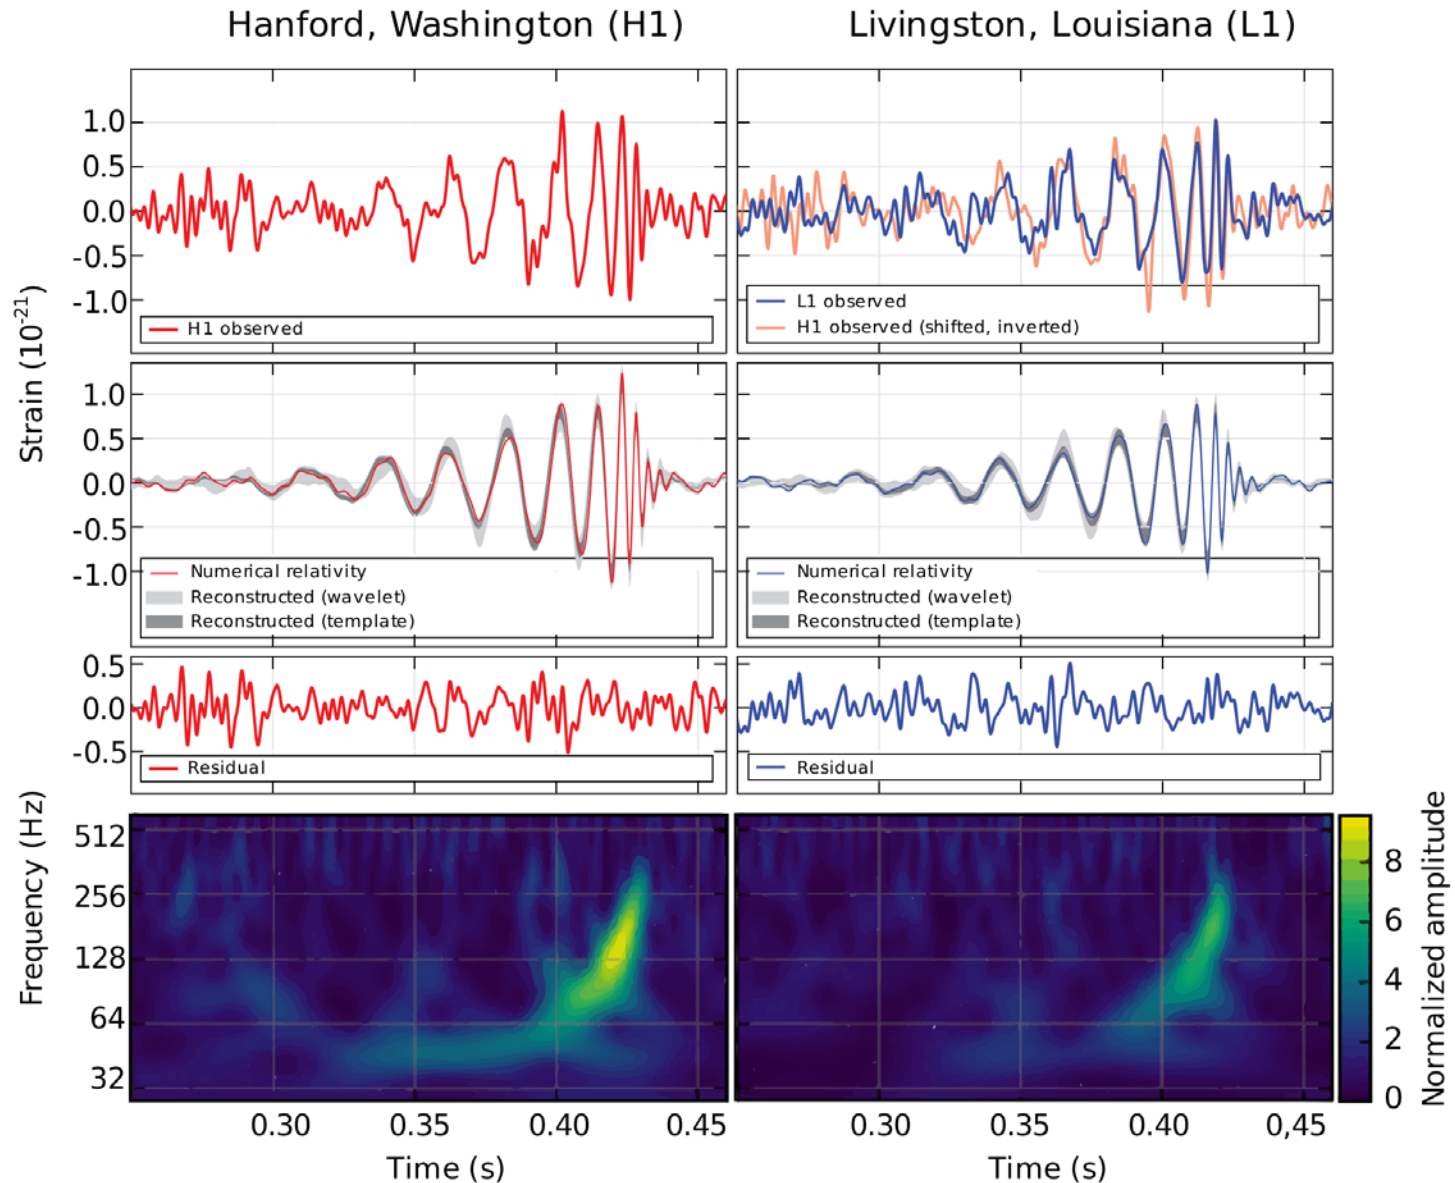 Hanford, Washington (H1)
Livingston, Louisiana (L1)
Strain (10⁻²¹)
1.0
0.5
0.0
-0.5
-1.0
H1 observed
L1 observed
H1 observed (shifted, inverted)
1.0
0.5
0.0
-0.5
-1.0
Numerical relativity
Reconstructed (wavelet)
Reconstructed (template)
Numerical relativity
Reconstructed (wavelet)
Reconstructed (template)
0.5
0.0
-0.5
Residual
Residual
Frequency (Hz)
512
256
128
64
32
Normalized amplitude
8
6
4
2
0
0.30 0.35 0.40 0.45
0.30 0.35 0.40 0,45
Time (s)
Time (s)